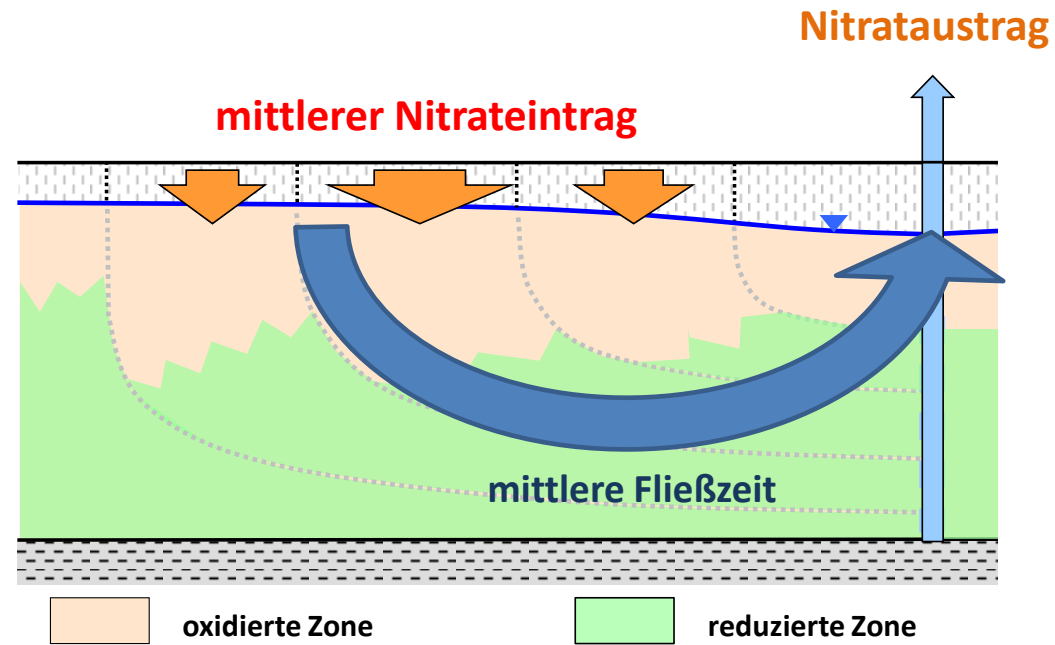 Nitrataustrag
mittlerer Nitrateintrag
mittlere Fließzeit
oxidierte Zone
reduzierte Zone